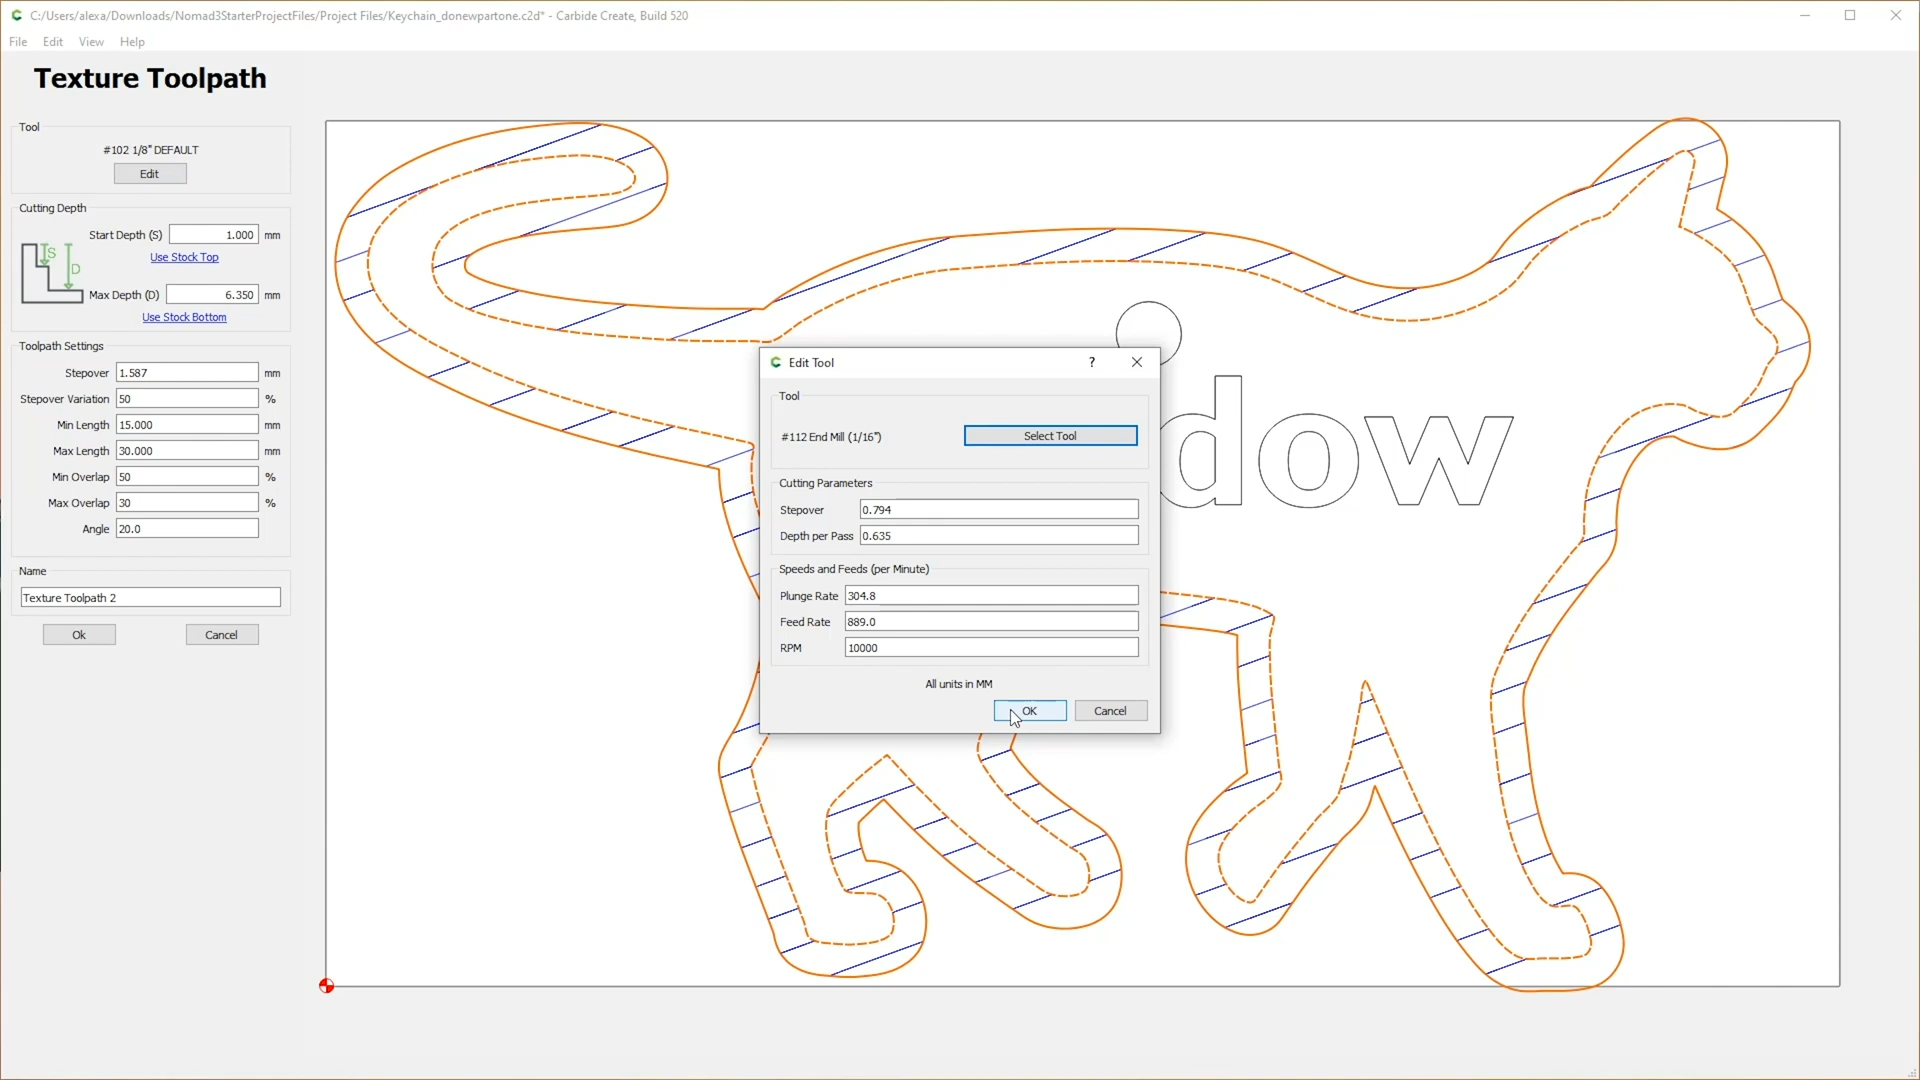 C:/Users/alexa/Downloads/Nomad3StarterProjectFiles/Project Files/Keychain_donewpartone.c2d* - Carbide Create, Build 520
File Edit View Help
Texture Toolpath
Tool
#102 1/8" DEFAULT
Edit
Cutting Depth
Start Depth (S) 1.000 mm
Use Stock Top
S
D
Max Depth (D) 6.350 mm
Use Stock Bottom
Toolpath Settings
Stepover 1.587 mm
Stepover Variation 50 %
Min Length 15.000 mm
Max Length 30.000 mm
Min Overlap 50 %
Max Overlap 30 %
Angle 20.0
Name
Texture Toolpath 2
Ok Cancel
Edit Tool ?
Tool
#112 End Mill (1/16")
Select Tool
Cutting Parameters
Stepover 0.794
Depth per Pass 0.635
Speeds and Feeds (per Minute)
Plunge Rate 304.8
Feed Rate 889.0
RPM 10000
All units in MM
OK Cancel
dow